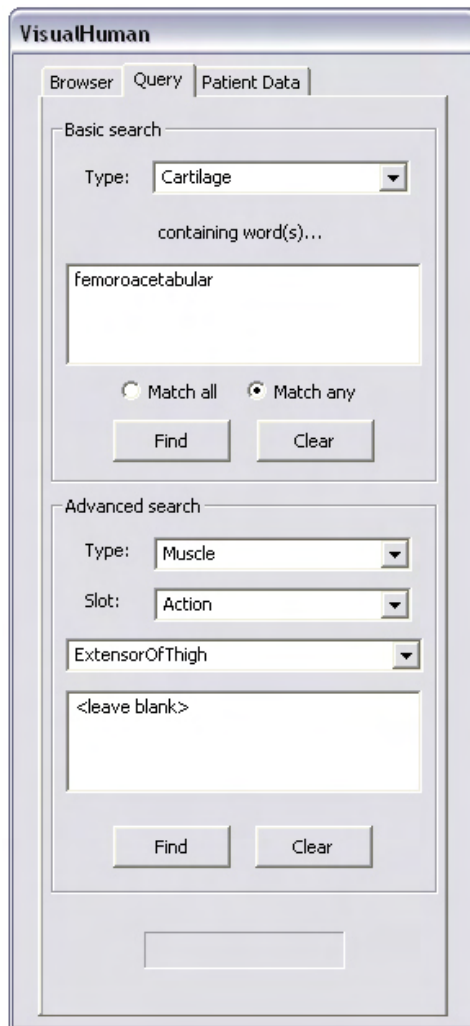 VisualHuman
Browser Query Patient Data
Basic search
Type: Cartilage
containing word(s)...
femoroacetabular
Match all Match any
Find Clear
Advanced search
Type: Muscle
Slot: Action
ExtensorOfThigh
<leave blank>
Find Clear